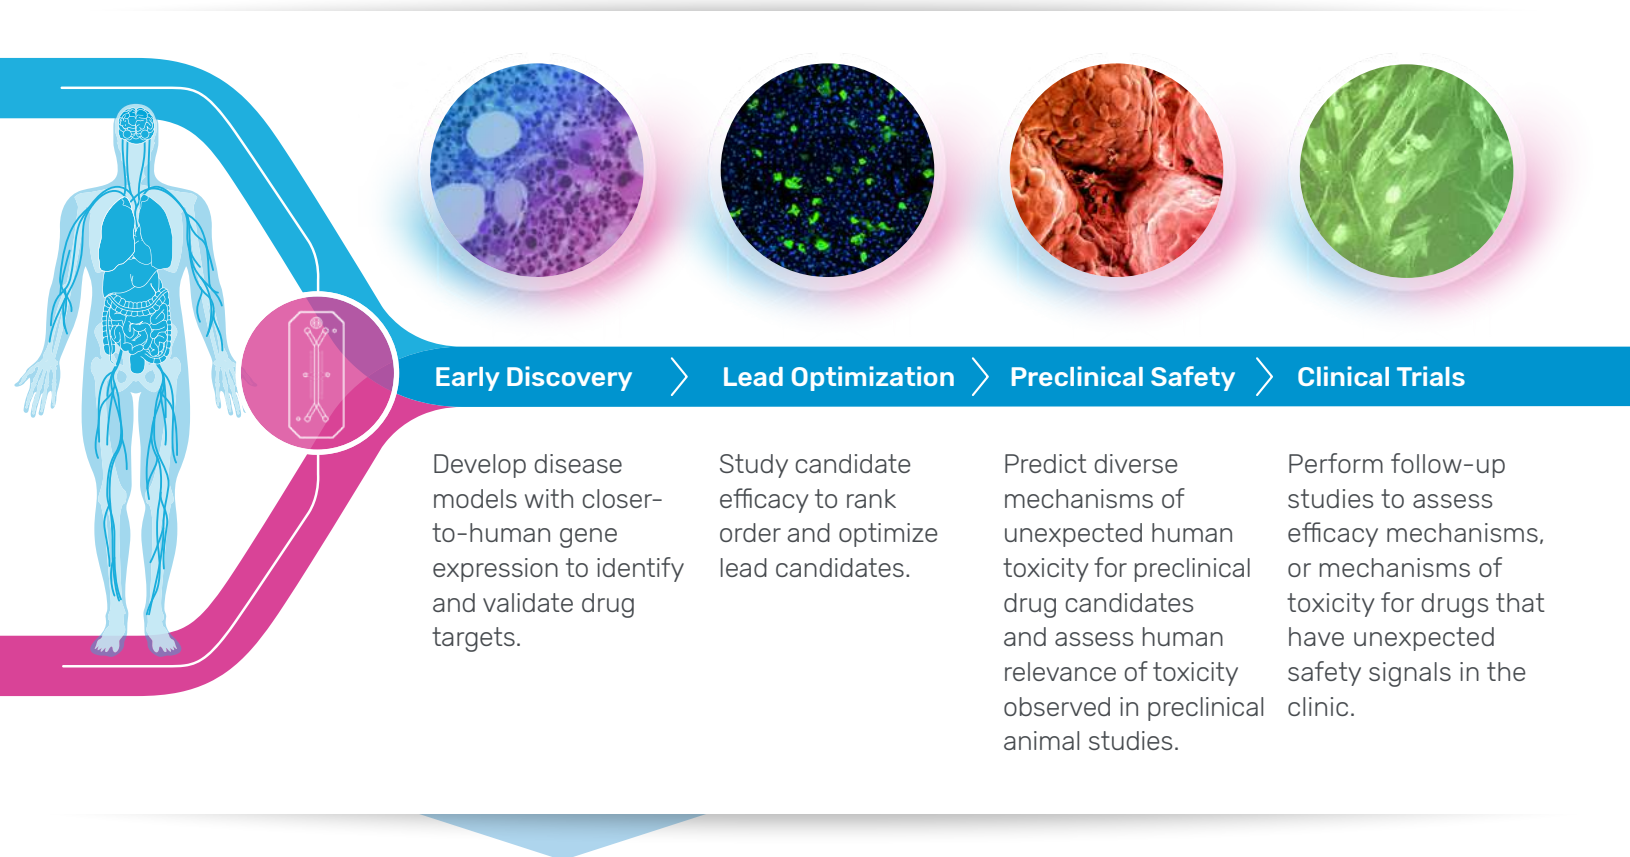 Early Discovery
Lead Optimization
Preclinical Safety
Clinical Trials
Develop disease
models with closer-
to-human gene
expression to identify
and validate drug
targets.
Study candidate
efficacy to rank
order and optimize
lead candidates.
Predict diverse
mechanisms of
unexpected human
toxicity for preclinical
drug candidates
and assess human
relevance of toxicity
observed in preclinical
animal studies.
Perform follow-up
studies to assess
efficacy mechanisms,
or mechanisms of
toxicity for drugs that
have unexpected
safety signals in the
clinic.